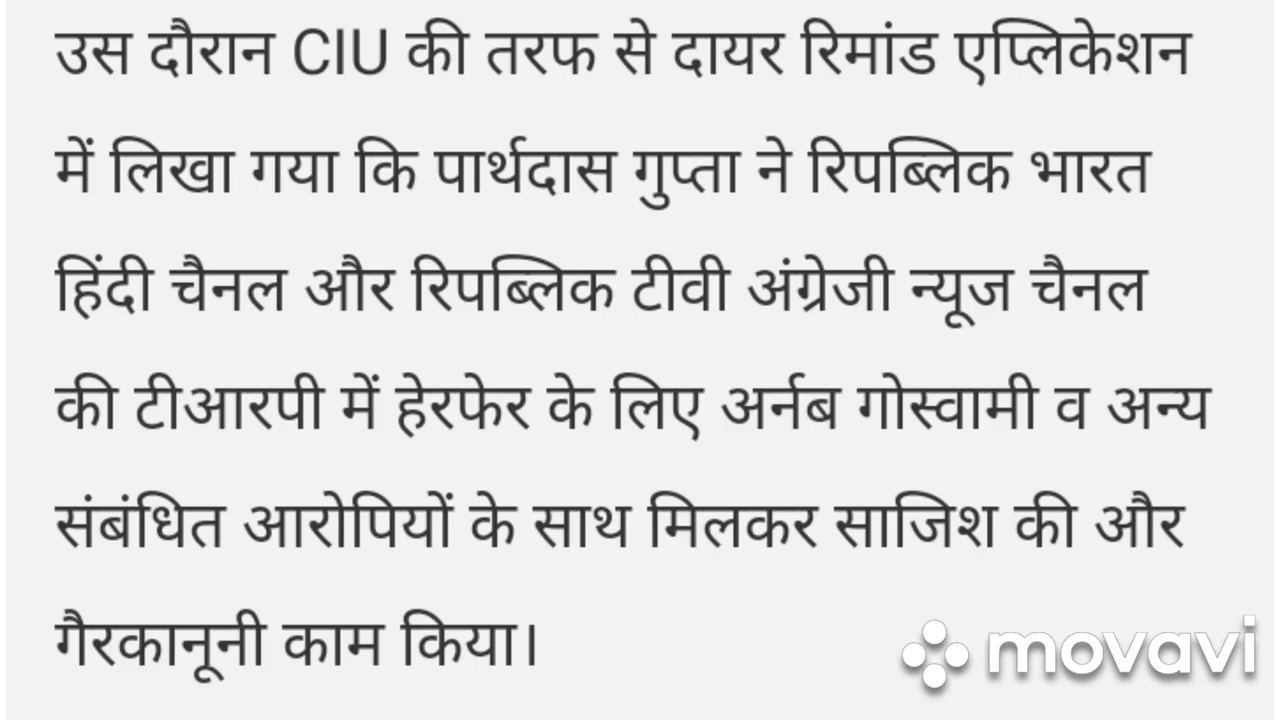 उस दौरान CIU की तरफ से दायर रिमांड एप्लिकेशन
में लिखा गया कि पार्थदास गुप्ता ने रिपब्लिक भारत
हिंदी चैनल और रिपब्लिक टीवी अंग्रेजी न्यूज चैनल
की टीआरपी में हेरफेर के लिए अर्नब गोस्वामी व अन्य
संबंधित आरोपियों के साथ मिलकर साजिश की और
गैरकानूनी काम किया।
movavi